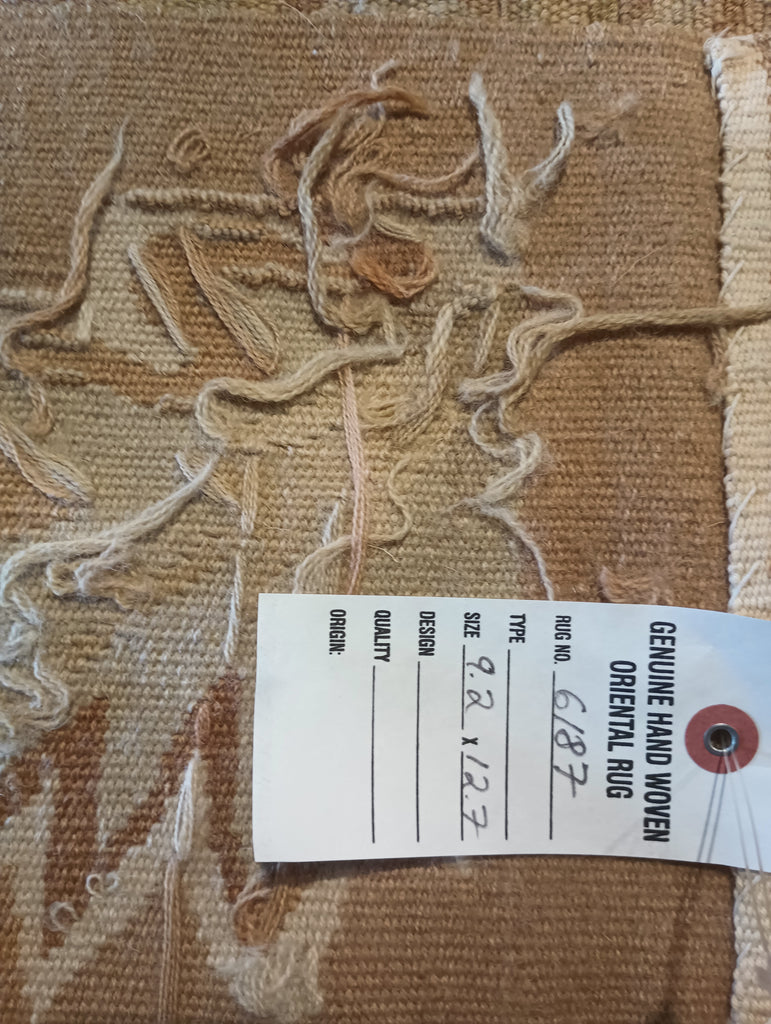 GENUINE HAND WOVEN
ORIENTAL RUG
RUG NO. 6187
TYPE
SIZE 9.2 x 12.7
DESIGN
QUALITY
ORIGIN: